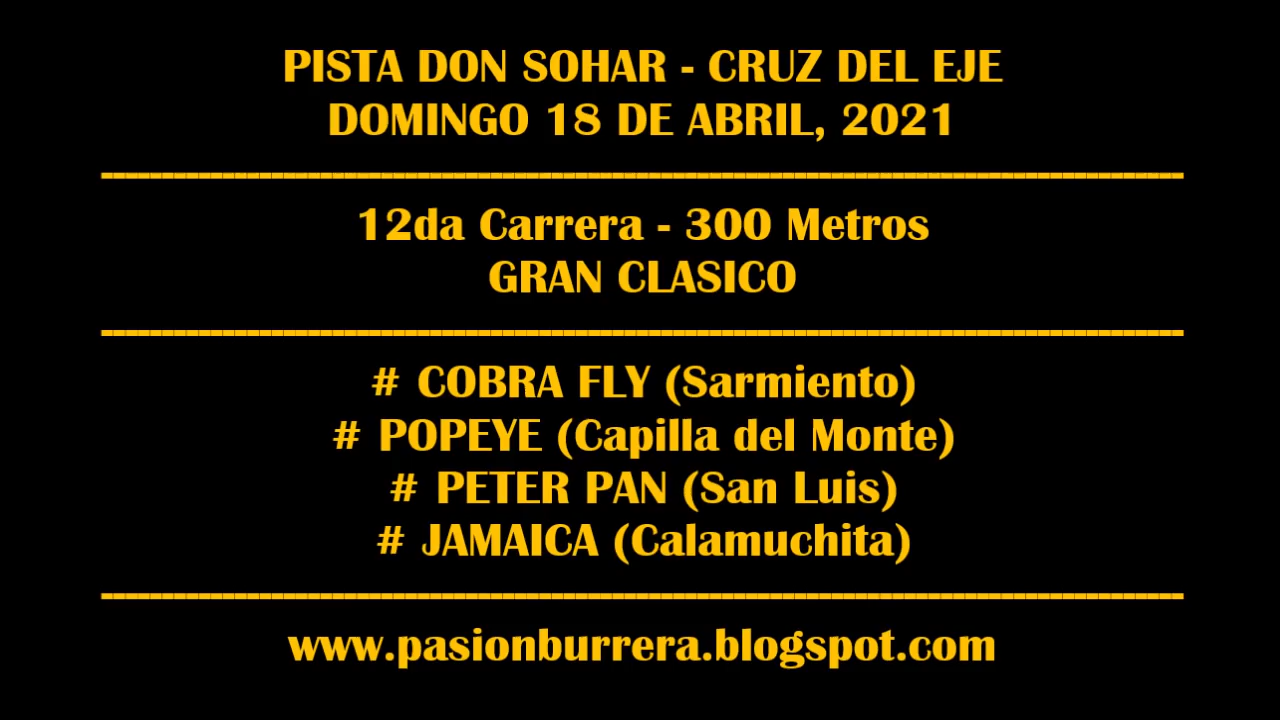 PISTA DON SOHAR - CRUZ DEL EJE
DOMINGO 18 DE ABRIL, 2021
12da Carrera - 300 Metros
GRAN CLASICO
# COBRA FLY (Sarmiento)
# POPEYE (Capilla del Monte)
# PETER PAN (San Luis)
# JAMAICA (Calamuchita)
www.pasionburrera.blogspot.com